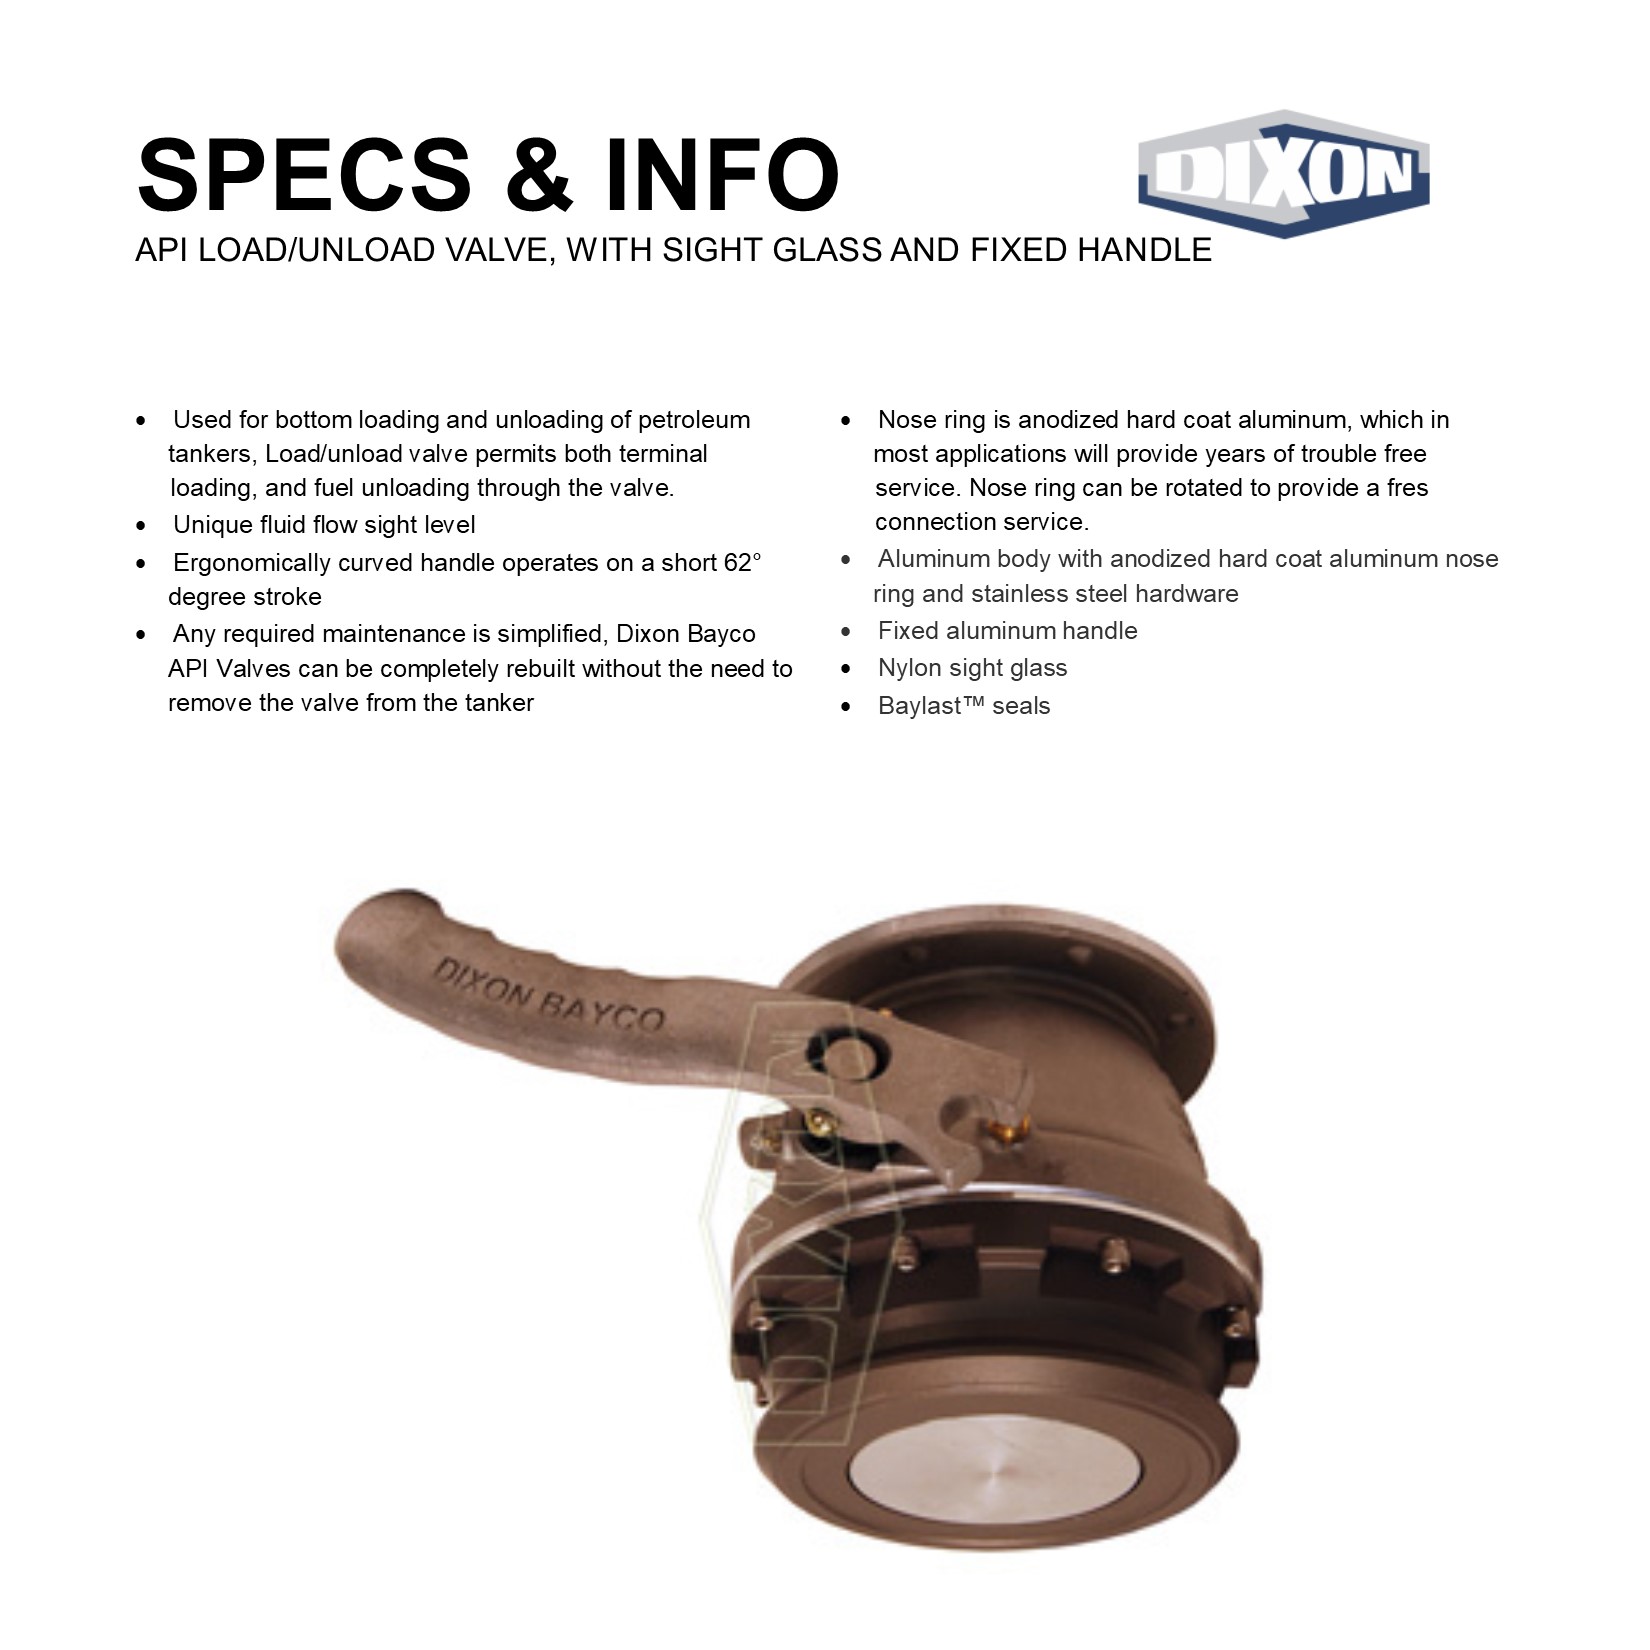 SPECS & INFO
DIXON
API LOAD/UNLOAD VALVE, WITH SIGHT GLASS AND FIXED HANDLE
• Used for bottom loading and unloading of petroleum
tankers, Load/unload valve permits both terminal
loading, and fuel unloading through the valve.
• Unique fluid flow sight level
• Ergonomically curved handle operates on a short 62°
degree stroke
• Any required maintenance is simplified, Dixon Bayco
API Valves can be completely rebuilt without the need to
remove the valve from the tanker
• Nose ring is anodized hard coat aluminum, which in
most applications will provide years of trouble free
service. Nose ring can be rotated to provide a fres
connection service.
• Aluminum body with anodized hard coat aluminum nose
ring and stainless steel hardware
• Fixed aluminum handle
• Nylon sight glass
• Baylast™ seals
DIXON BAYCO
DIXON